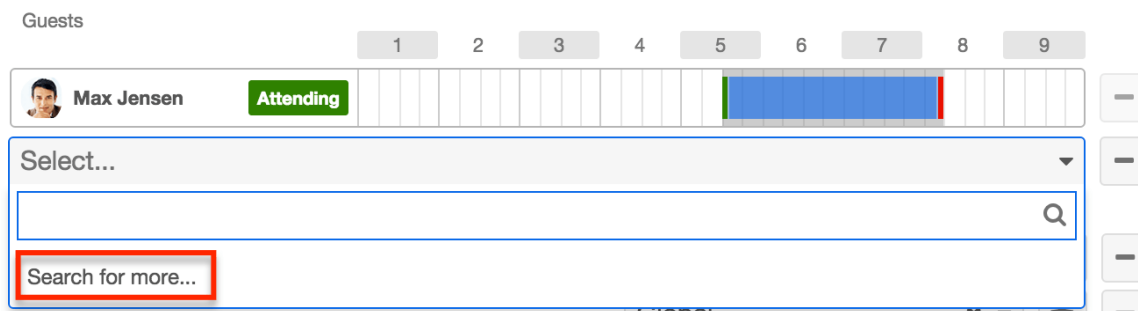 Guests
1 2 3 4 5 6 7 8 9
Max Jensen Attending
Select...
Search for more...